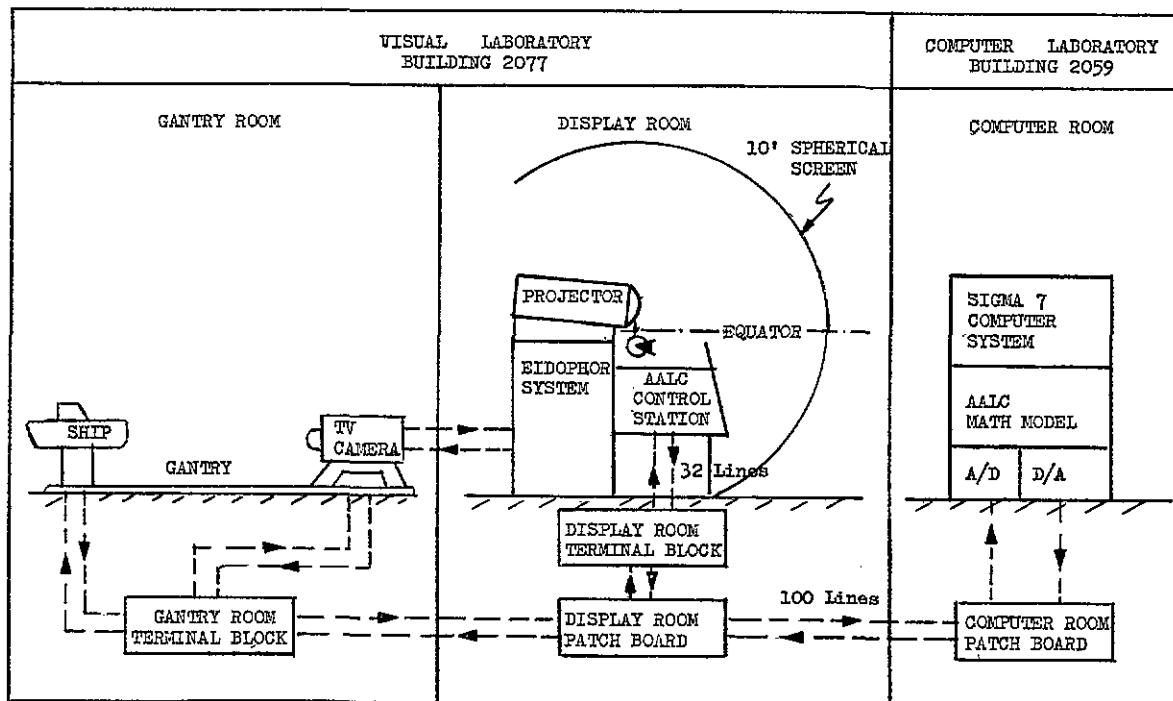 VISUAL LABORATORY
BUILDING 2077
COMPUTER LABORATORY
BUILDING 2059
GANTRY ROOM
DISPLAY ROOM
COMPUTER ROOM
10' SPHERICAL
SCREEN
PROJECTOR
EQUATOR
EIDOPHOR
SYSTEM
AALC
CONTROL
STATION
SIGMA 7
COMPUTER
SYSTEM
AALC
MATH MODEL
A/D
D/A
SHIP
TV
CAMERA
GANTRY
32 Lines
DISPLAY ROOM
TERMINAL BLOCK
GANTRY ROOM
TERMINAL BLOCK
DISPLAY ROOM
PATCH BOARD
100 Lines
COMPUTER ROOM
PATCH BOARD